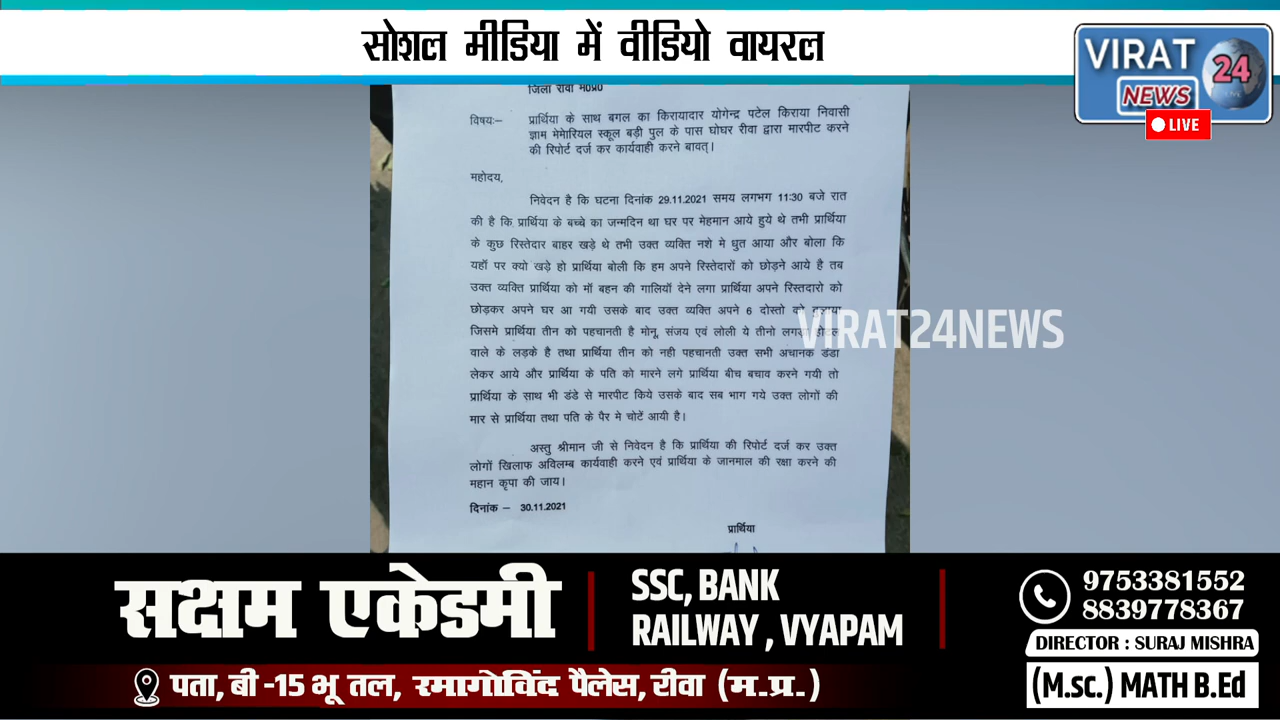 सोशल मीडिया में वीडियो वायरल
VIRAT
24
NEWS
LIVE
जिला रीवा म0प्र0
विषयः– प्रार्थिया के साथ बगल का किरायादार योगेन्द्र पटेल किराया निवासी
ज्ञाम मेमोरियल स्कूल बड़ी पुल के पास घोघर रीवा द्वारा मारपीट करने
की रिपोर्ट दर्ज कर कार्यवाही करने बावत्।
महोदय,
निवेदन है कि घटना दिनांक 29.11.2021 समय लगभग 11:30 बजे रात
की है कि प्रार्थिया के बच्चे का जन्मदिन था घर पर मेहमान आये हुये थे तभी प्रार्थिया
के कुछ रिस्तेदार बाहर खड़े थे तभी उक्त व्यक्ति नशे मे धुत आया और बोला कि
यहाँ पर क्यो खड़े हो प्रार्थिया बोली कि हम अपने रिस्तेदारों को छोड़ने आये है तब
उक्त व्यक्ति प्रार्थिया को माँ बहन की गालियाँ देने लगा प्रार्थिया अपने रिस्तदारो को
छोड़कर अपने घर आ गयी उसके बाद उक्त व्यक्ति अपने 6 दोस्तो को बुलाया
जिसमे प्रार्थिया तीन को पहचानती है मोनू, संजय एवं लोली ये तीनो होटल
वाले के लड़के है तथा प्रार्थिया तीन को नही पहचानती उक्त सभी अचानक डंडा
लेकर आये और प्रार्थिया के पति को मारने लगे प्रार्थिया बीच बचाव करने गयी तो
प्रार्थिया के साथ भी डंडे से मारपीट किये उसके बाद सब भाग गये उक्त लोगों की
मार से प्रार्थिया तथा पति के पैर मे चोटें आयी है।
अस्तु श्रीमान जी से निवेदन है कि प्रार्थिया की रिपोर्ट दर्ज कर उक्त
लोगों खिलाफ अविलम्ब कार्यवाही करने एवं प्रार्थिया के जानमाल की रक्षा करने की
महान कृपा की जाय।
दिनांक – 30.11.2021
प्रार्थिया
VIRAT24NEWS
सक्षम एकेडमी
SSC, BANK
RAILWAY , VYAPAM
9753381552
8839778367
DIRECTOR : SURAJ MISHRA
(M.sc.) MATH B.Ed
पता, बी -15 भू तल, रमागोविंद पैलेस, रीवा (म.प्र.)